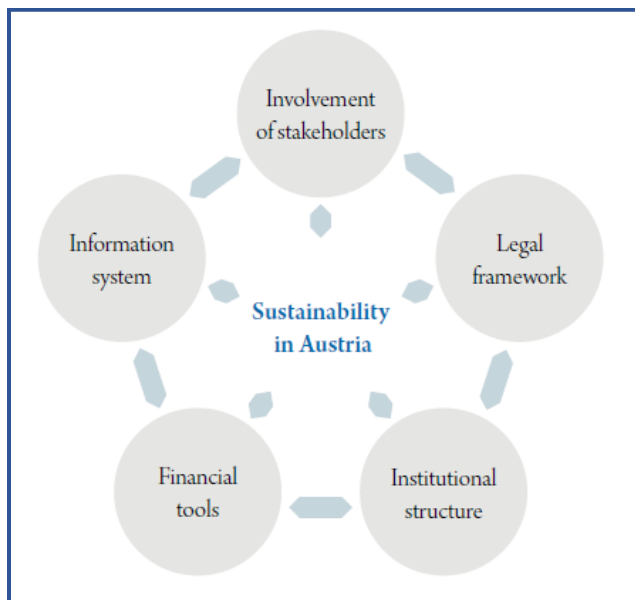 Involvement
of stakeholders
Information
system
Legal
framework
Sustainability
in Austria
Financial
tools
Institutional
structure